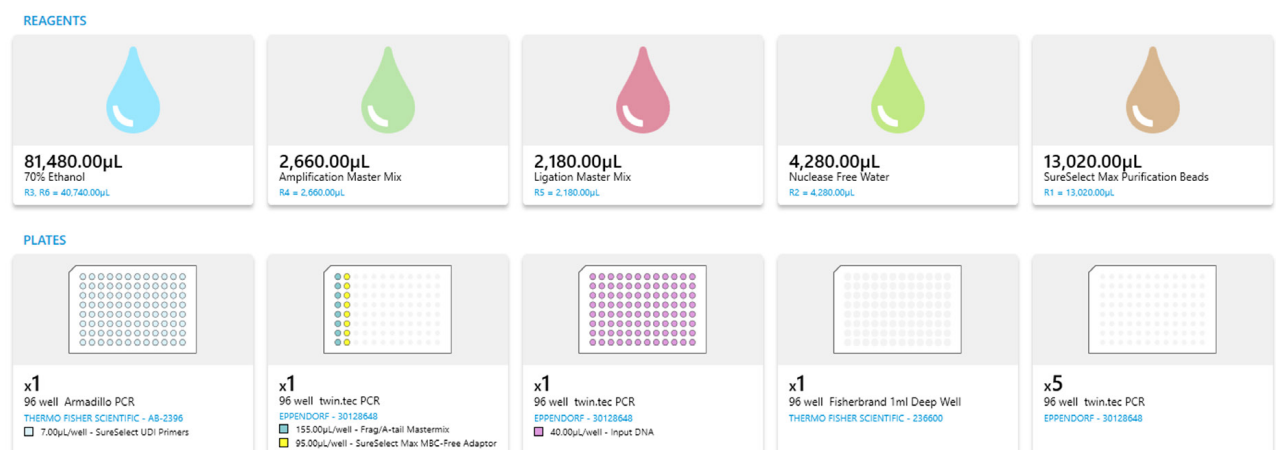 REAGENTS
81,480.00µL
70% Ethanol
R3, R6 = 40,740.00µL
2,660.00µL
Amplification Master Mix
R4 = 2,660.00µL
2,180.00µL
Ligation Master Mix
R5 = 2,180.00µL
4,280.00µL
Nuclease Free Water
R2 = 4,280.00µL
13,020.00µL
SureSelect Max Purification Beads
R1 = 13,020.00µL
PLATES
x1
96 well Armadillo PCR
THERMO FISHER SCIENTIFIC - AB-2396
7.00µL/well - SureSelect UDI Primers
x1
96 well twin.tec PCR
EPPENDORF - 30128648
155.00µL/well - Frag/A-tail Mastermix
95.00µL/well - SureSelect Max MBC-Free Adaptor
x1
96 well twin.tec PCR
EPPENDORF - 30128648
40.00µL/well - Input DNA
x1
96 well Fisherbrand 1ml Deep Well
THERMO FISHER SCIENTIFIC - 236600
x5
96 well twin.tec PCR
EPPENDORF - 30128648